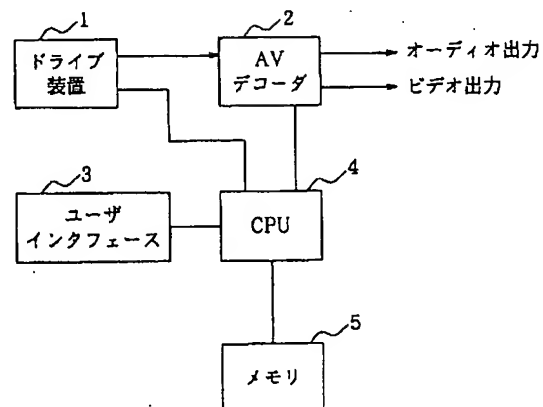 1
ドライブ
装置
2
AV
デコーダ
オーディオ出力
ビデオ出力
3
ユーザ
インタフェース
4
CPU
5
メモリ